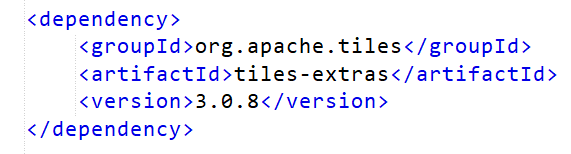 <dependency>
    <groupId>org.apache.tiles</groupId>
    <artifactId>tiles-extras</artifactId>
    <version>3.0.8</version>
</dependency>